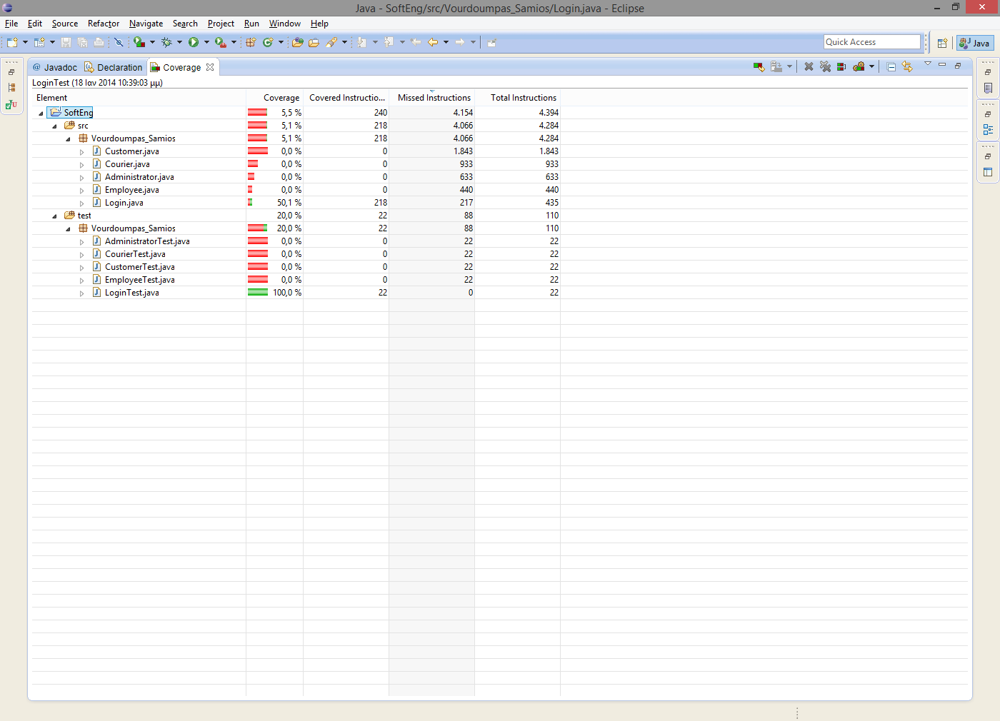 Java - SoftEng/src/Vourdoumpas_Samios/Login.java - Eclipse
File Edit Source Refactor Navigate Search Project Run Window Help
Quick Access Java
@ Javadoc Declaration Coverage
LoginTest (18 Ιαν 2014 10:39:03 μμ)
Element Coverage Covered Instructio... Missed Instructions Total Instructions
SoftEng 5,5 % 240 4.154 4.394
src 5,1 % 218 4.066 4.284
Vourdoumpas_Samios 5,1 % 218 4.066 4.284
Customer.java 0,0 % 0 1.843 1.843
Courier.java 0,0 % 0 933 933
Administrator.java 0,0 % 0 633 633
Employee.java 0,0 % 0 440 440
Login.java 50,1 % 218 217 435
test 20,0 % 22 88 110
Vourdoumpas_Samios 20,0 % 22 88 110
AdministratorTest.java 0,0 % 0 22 22
CourierTest.java 0,0 % 0 22 22
CustomerTest.java 0,0 % 0 22 22
EmployeeTest.java 0,0 % 0 22 22
LoginTest.java 100,0 % 22 0 22